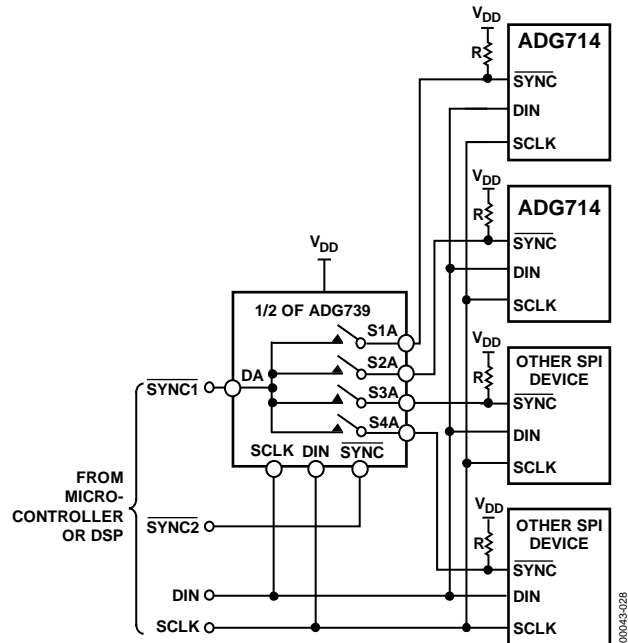 VDD
R
ADG714
SYNC
DIN
SCLK
VDD
R
ADG714
SYNC
DIN
SCLK
VDD
1/2 OF ADG739
S1A
S2A
S3A
S4A
DA
SCLK DIN SYNC
VDD
R
OTHER SPI
DEVICE
SYNC
DIN
SCLK
VDD
R
OTHER SPI
DEVICE
SYNC
DIN
SCLK
FROM
MICRO-
CONTROLLER
OR DSP
SYNC1
SYNC2
DIN
SCLK
00043-028